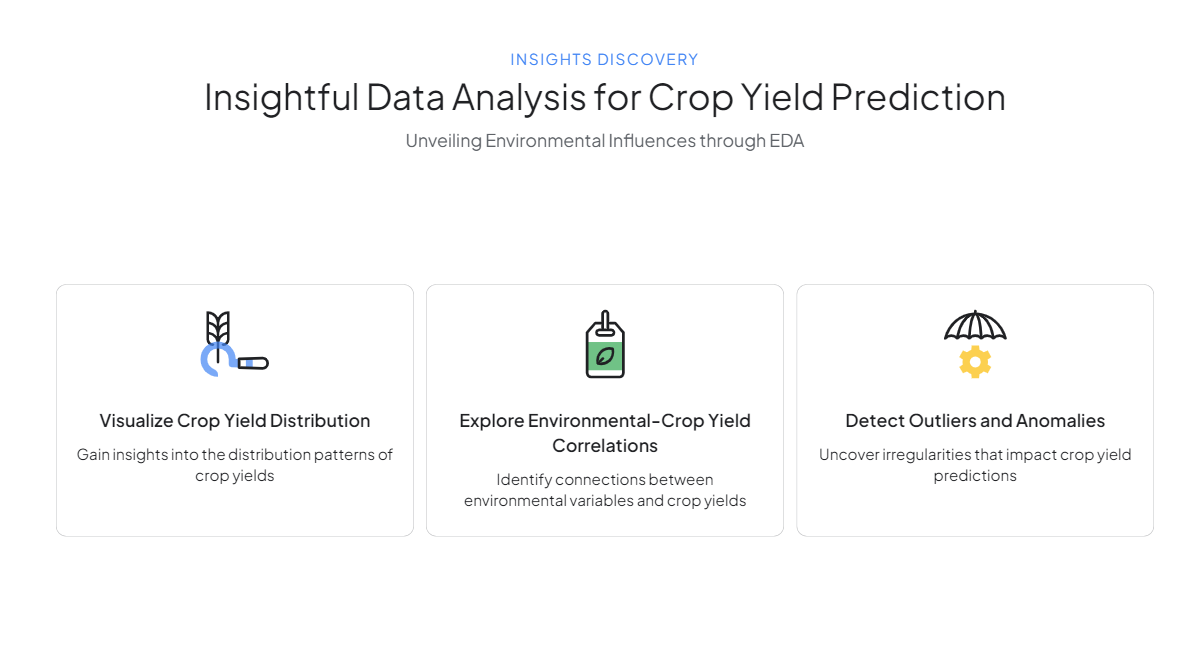 INSIGHTS DISCOVERY
Insightful Data Analysis for Crop Yield Prediction
Unveiling Environmental Influences through EDA
Visualize Crop Yield Distribution
Gain insights into the distribution patterns of
crop yields
Explore Environmental-Crop Yield
Correlations
Identify connections between
environmental variables and crop yields
Detect Outliers and Anomalies
Uncover irregularities that impact crop yield
predictions